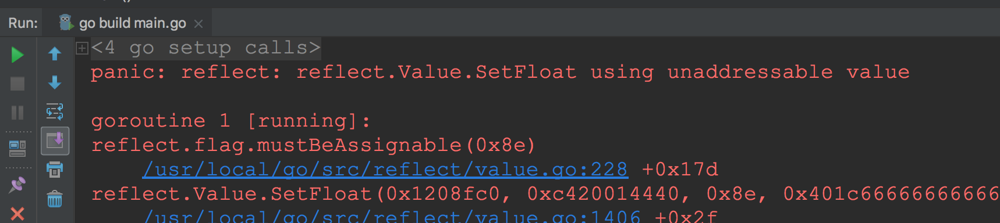 Run: go build main.go
<4 go setup calls>
panic: reflect: reflect.Value.SetFloat using unaddressable value
goroutine 1 [running]:
reflect.flag.mustBeAssignable(0x8e)
/usr/local/go/src/reflect/value.go:228 +0x17d
reflect.Value.SetFloat(0x1208fc0, 0xc420014440, 0x8e, 0x401c66666666666
/usr/local/go/src/reflect/value.go:1406 +0x2f